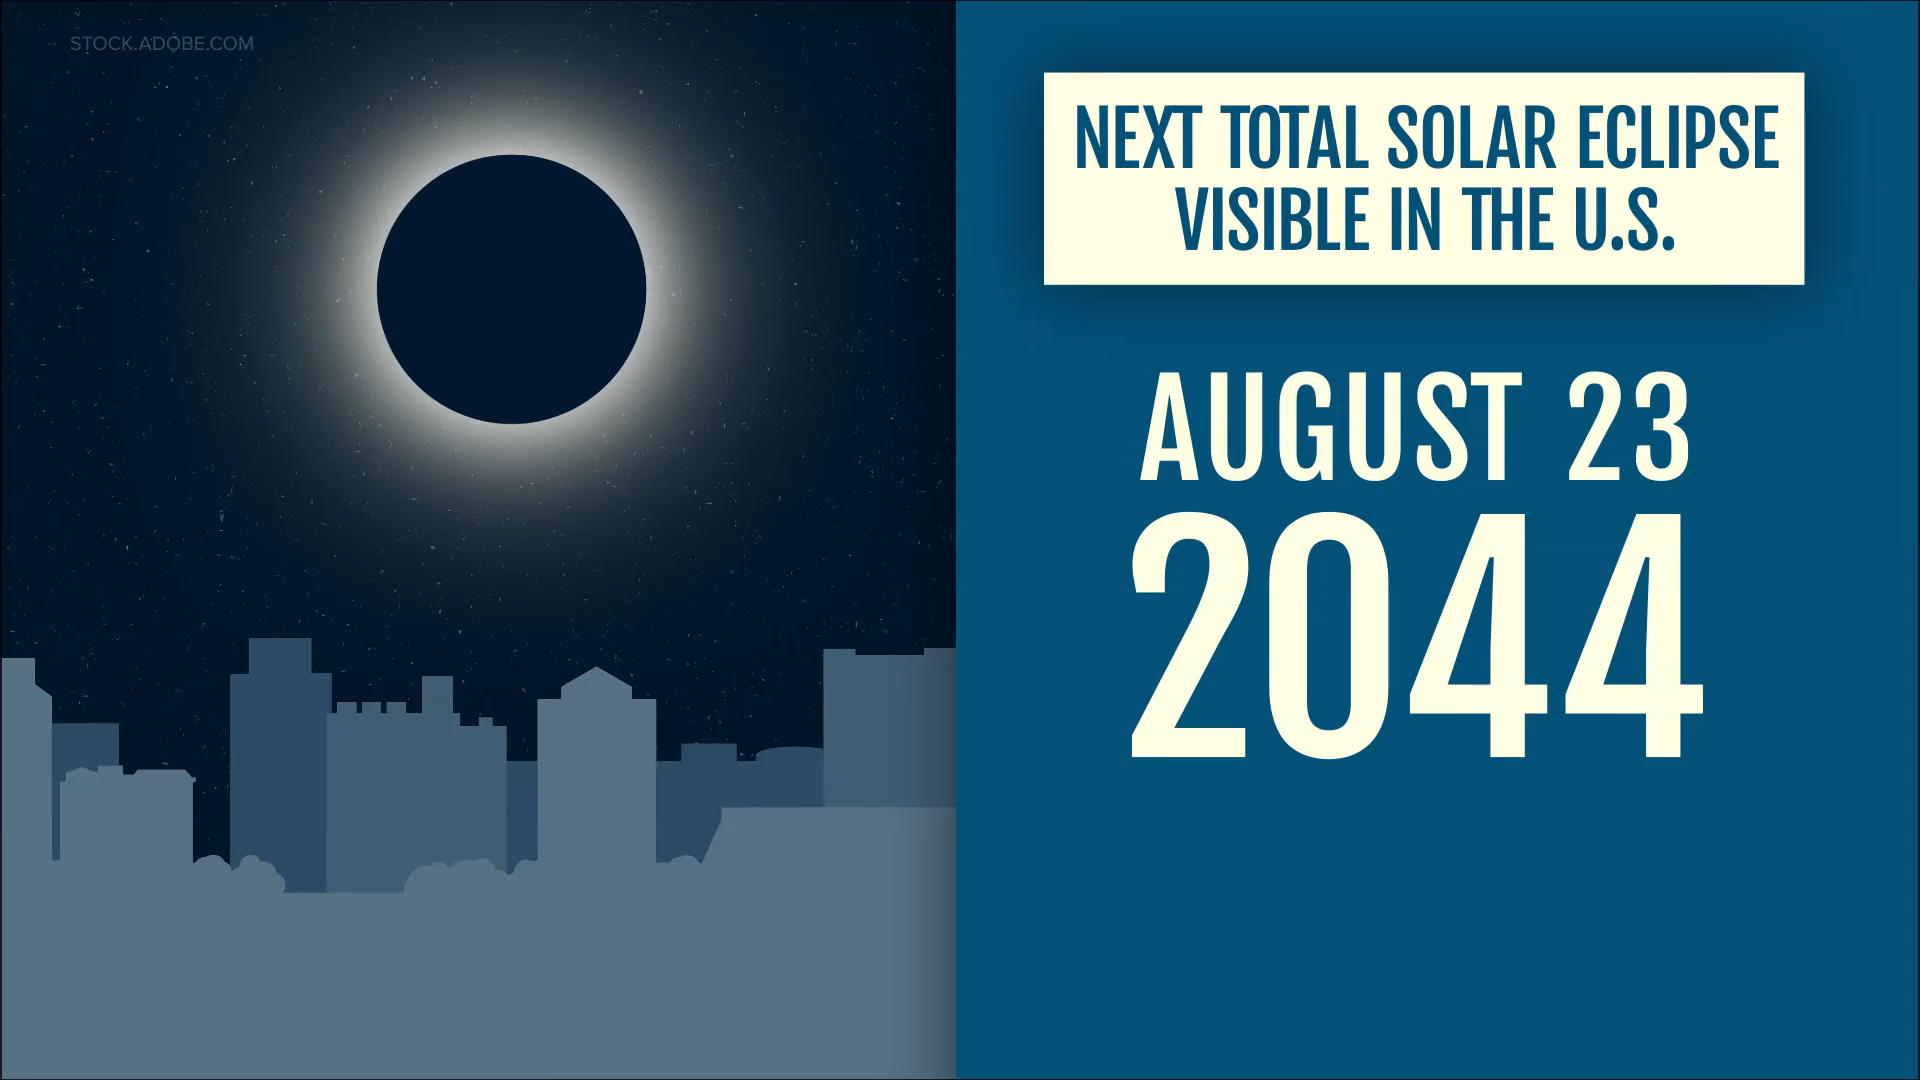 STOCK.ADOBE.COM
NEXT TOTAL SOLAR ECLIPSE
VISIBLE IN THE U.S.
AUGUST 23
2044